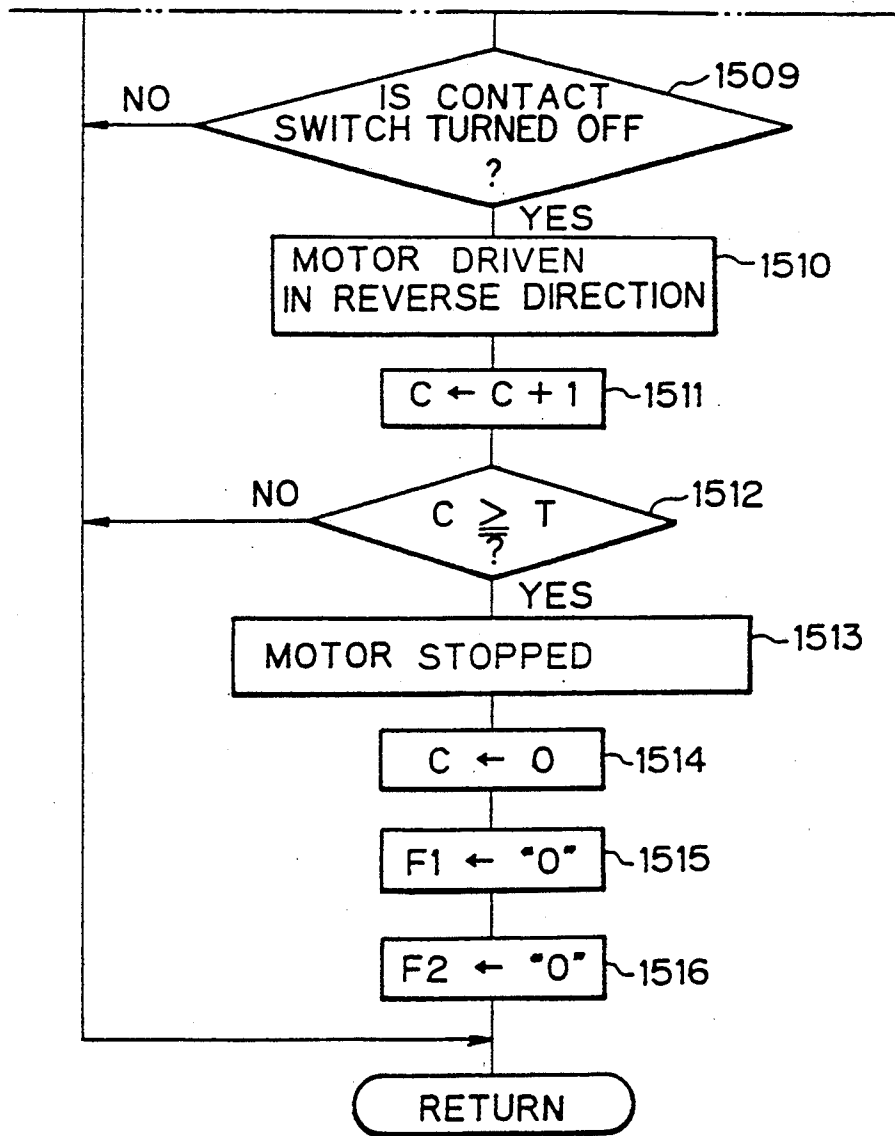 1509
IS CONTACT
NO
SWITCH TURNED OFF
?
YES
MOTOR DRIVEN
1510
IN REVERSE DIRECTION
C ← C + 1
1511
1512
NO
C ≧ T
?
YES
1513
MOTOR STOPPED
C ← 0
1514
F1 ← "0"
1515
F2 ← "0"
1516
RETURN